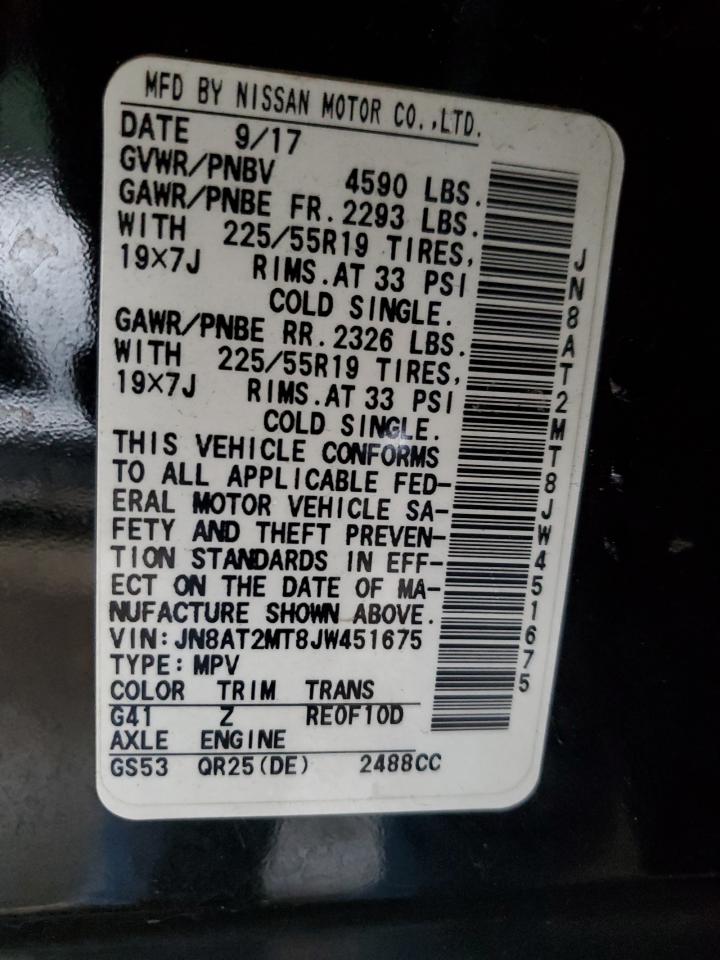 MFD BY NISSAN MOTOR CO.,LTD.
DATE 9/17
GVWR/PNBV 4590 LBS.
GAWR/PNBE FR. 2293 LBS.
WITH 225/55R19 TIRES,
19×7J RIMS.AT 33 PSI
COLD SINGLE.
GAWR/PNBE RR. 2326 LBS.
WITH 225/55R19 TIRES,
19×7J RIMS.AT 33 PSI
COLD SINGLE.
THIS VEHICLE CONFORMS
TO ALL APPLICABLE FED-
ERAL MOTOR VEHICLE SA-
FETY AND THEFT PREVEN-
TION STANDARDS IN EFF-
ECT ON THE DATE OF MA-
NUFACTURE SHOWN ABOVE.
VIN:JN8AT2MT8JW451675
TYPE:MPV
COLOR TRIM TRANS
G41 Z RE0F10D
AXLE ENGINE
GS53 QR25(DE) 2488CC
JN8AT2MT8JW451675